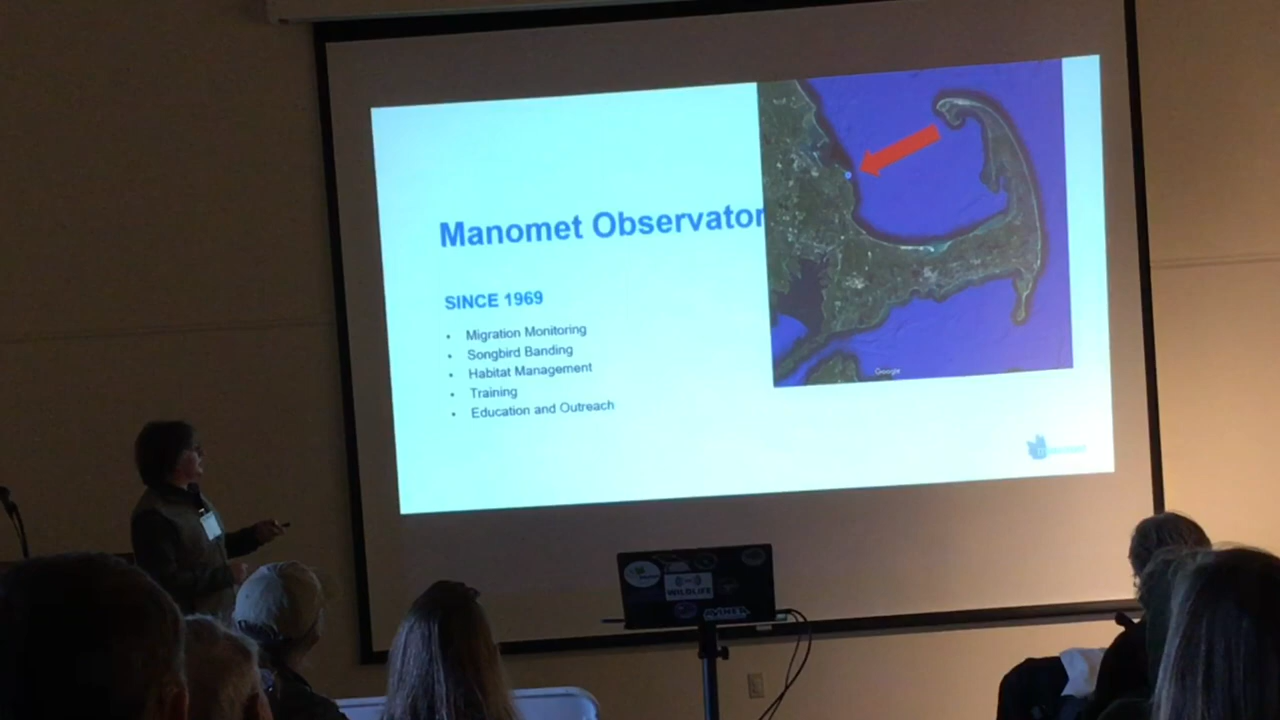 Manomet Observator
SINCE 1969
• Migration Monitoring
• Songbird Banding
• Habitat Management
• Training
• Education and Outreach
Google
WILDLIFE